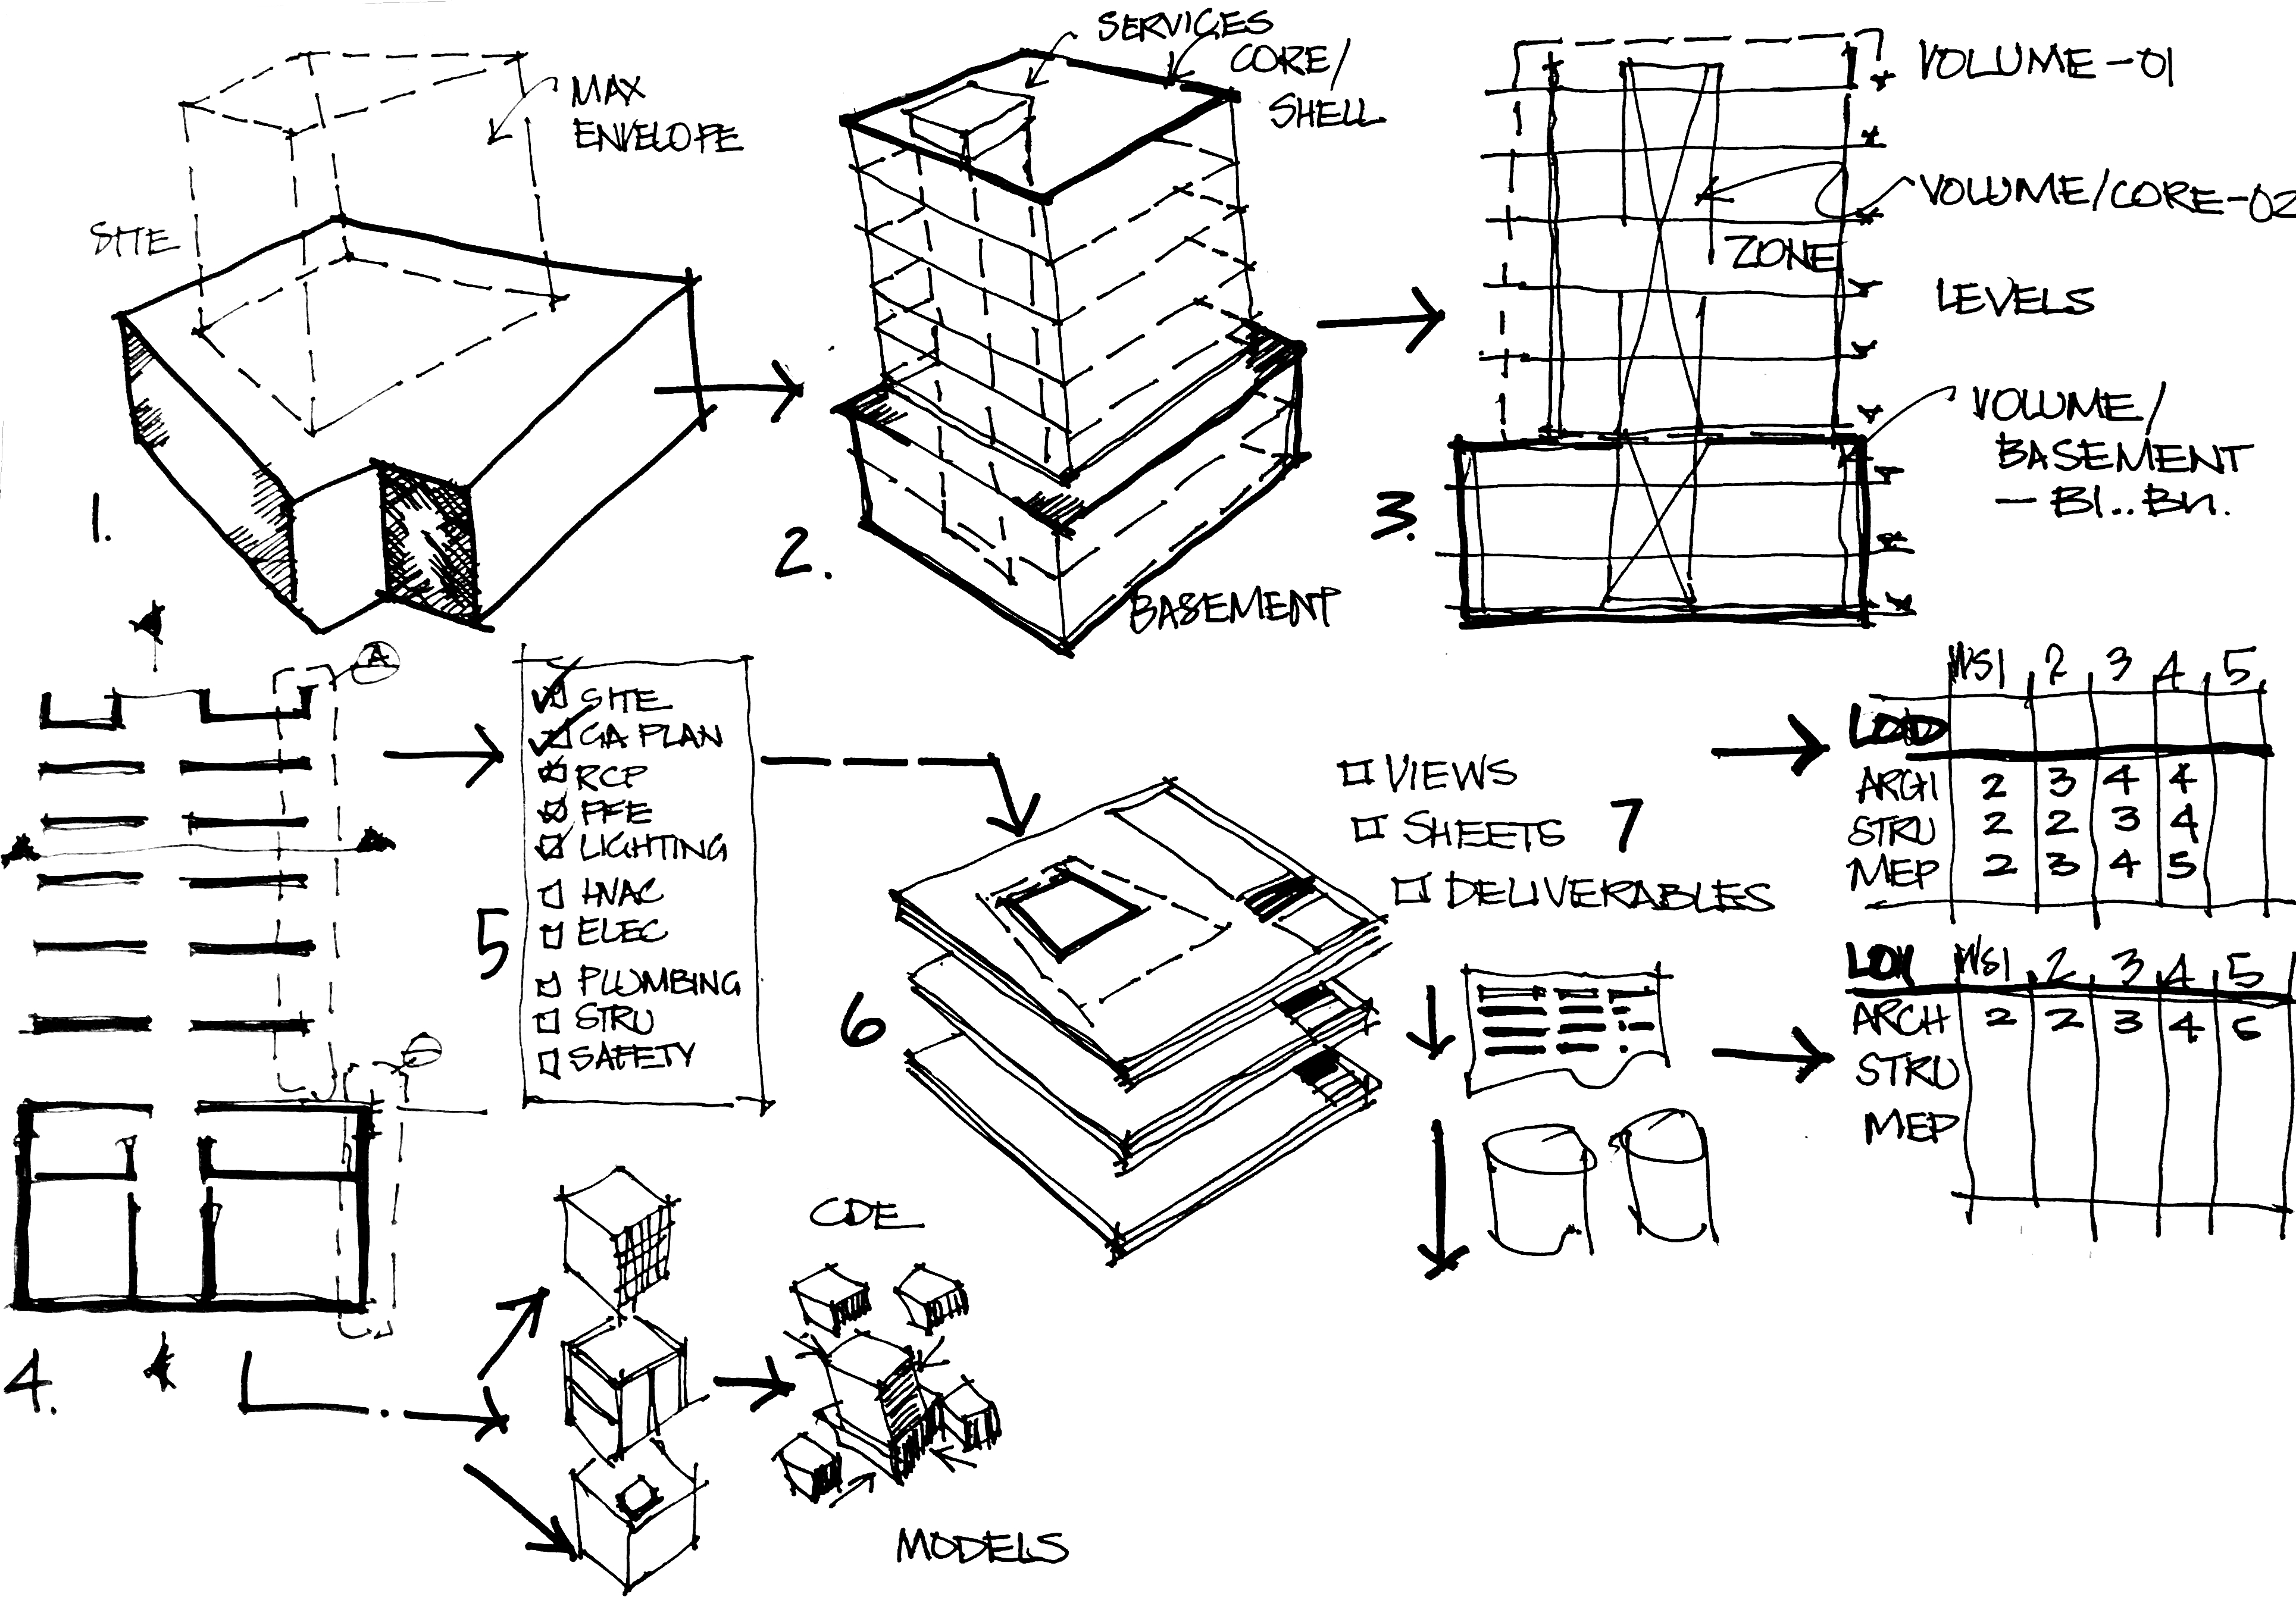 SERVICES
CORE/
SHELL
MAX
ENVELOPE
SITE
1.
2.
BASEMENT
VOLUME-01
VOLUME/CORE-02
ZONE
LEVELS
VOLUME/
BASEMENT
— B1..Bn.
3.
A
4.
5
SITE
GA PLAN
RCP
FFE
LIGHTING
HVAC
ELEC
PLUMBING
STRU
SAFETY
6
VIEWS
SHEETS
DELIVERABLES
7
WS1 2 3 4 5
LOD
ARCH 2 3 4 4
STRU 2 2 3 4
MEP 2 3 4 5
WS1 2 3 4 5
ARCH 2 2 3 4
STRU
MEP
CDE
MODELS